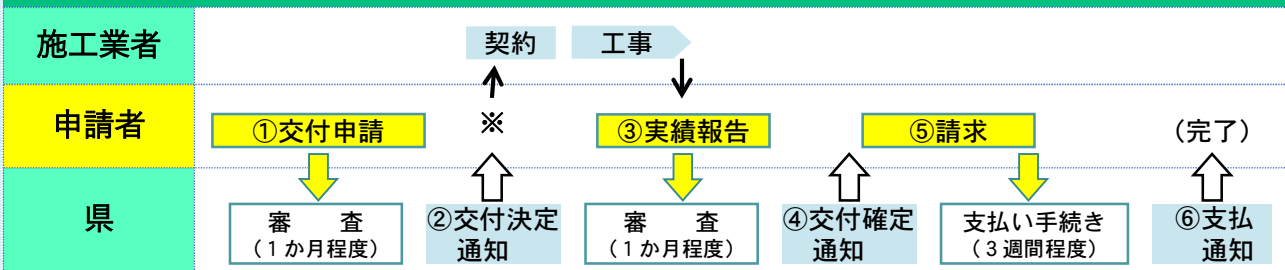 施工業者
契約
工事
申請者
①交付申請
※
③実績報告
⑤請求
(完了)
県
審　査
(1か月程度)
②交付決定
通知
審　査
(1か月程度)
④交付確定
通知
支払い手続き
(3週間程度)
⑥支払
通知